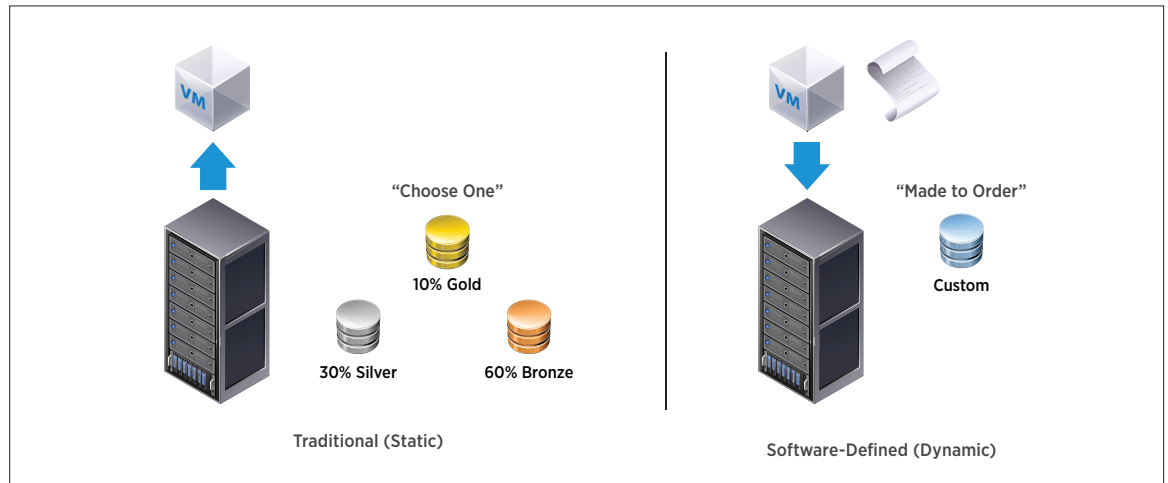 VM
“Choose One”
10% Gold
30% Silver
60% Bronze
Traditional (Static)
VM
“Made to Order”
Custom
Software-Defined (Dynamic)